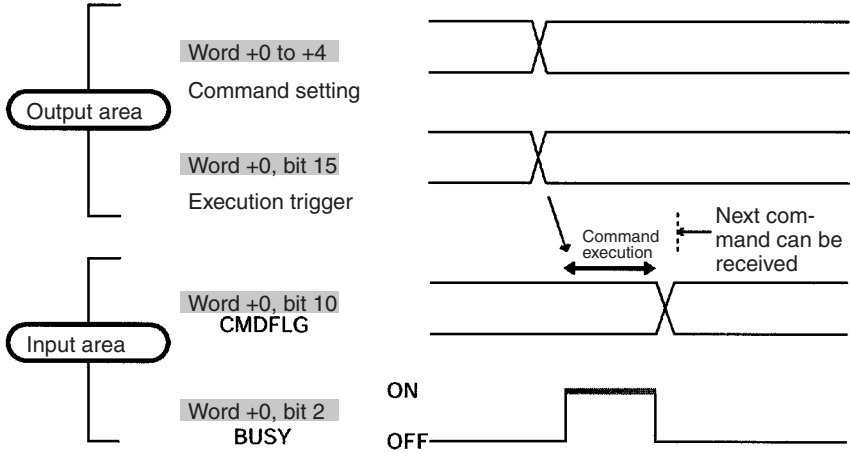 Word +0 to +4
Command setting
Output area
Word +0, bit 15
Execution trigger
Command
execution
Next com-
mand can be
received
Word +0, bit 10
CMDFLG
Input area
Word +0, bit 2
BUSY
ON
OFF